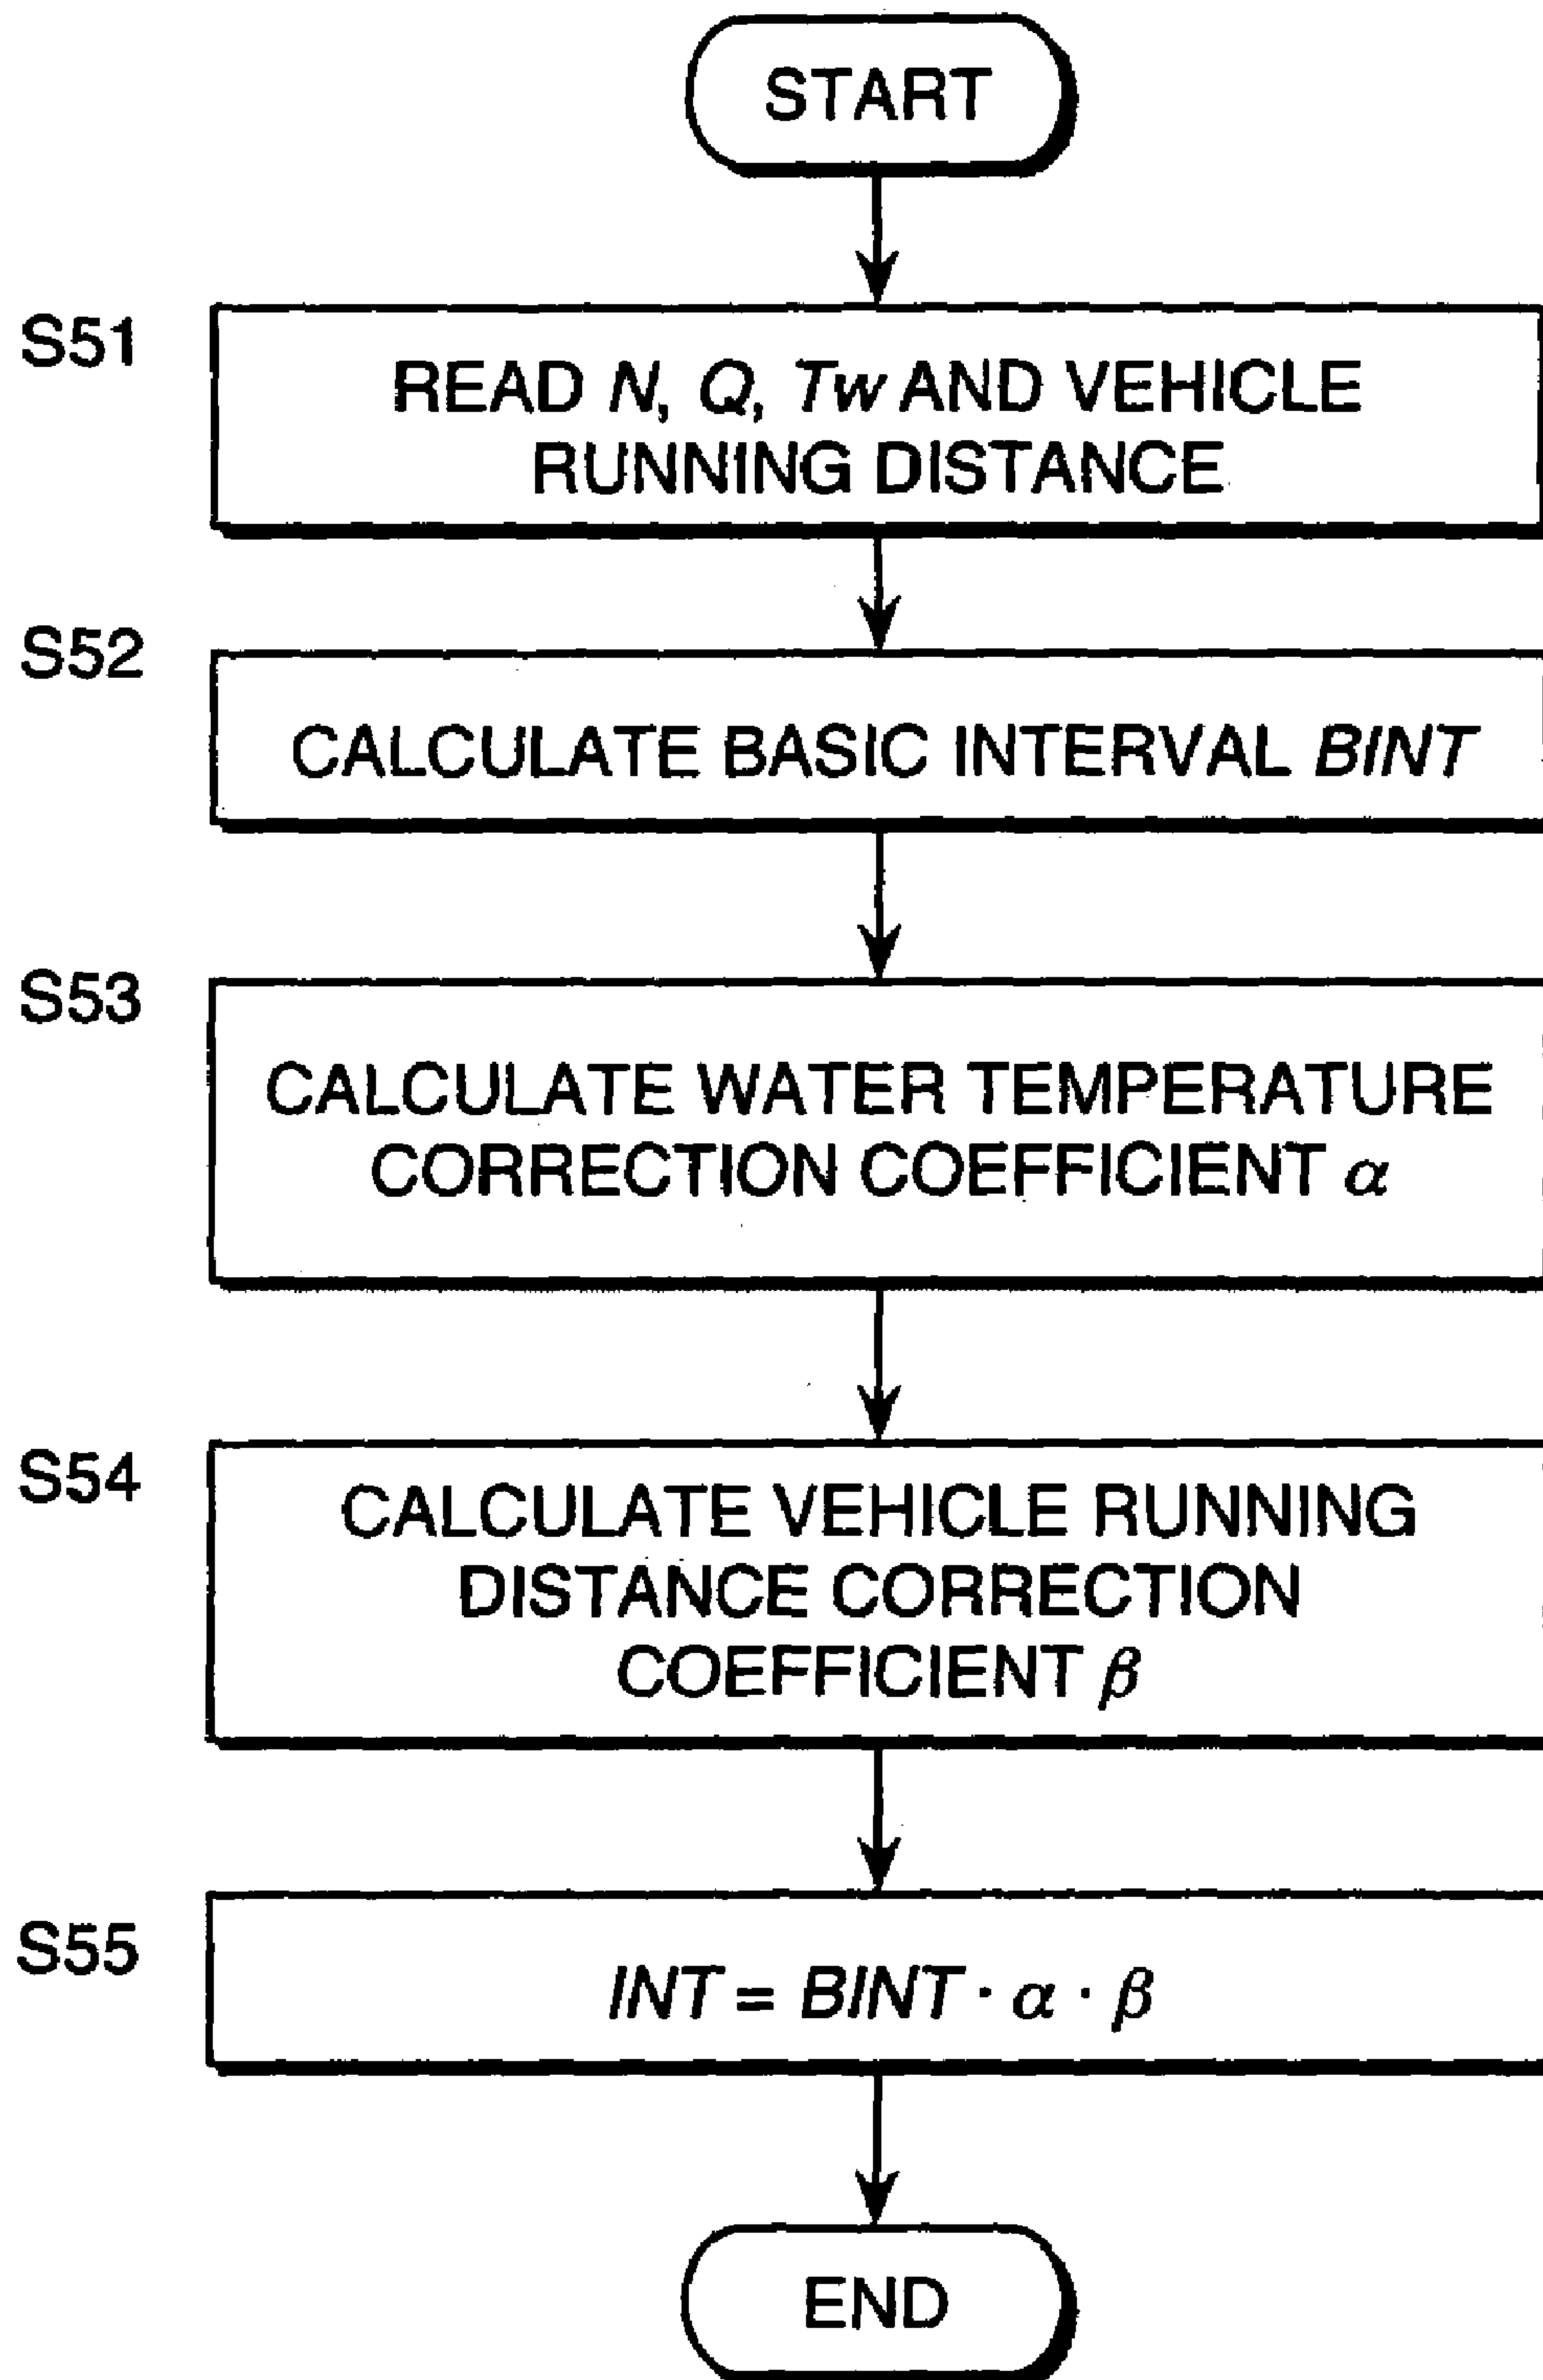 START
S51
READ N, Q, Tw AND VEHICLE
RUNNING DISTANCE
S52
CALCULATE BASIC INTERVAL BINT
S53
CALCULATE WATER TEMPERATURE
CORRECTION COEFFICIENT α
S54
CALCULATE VEHICLE RUNNING
DISTANCE CORRECTION
COEFFICIENT β
S55
INT = BINT · α · β
END